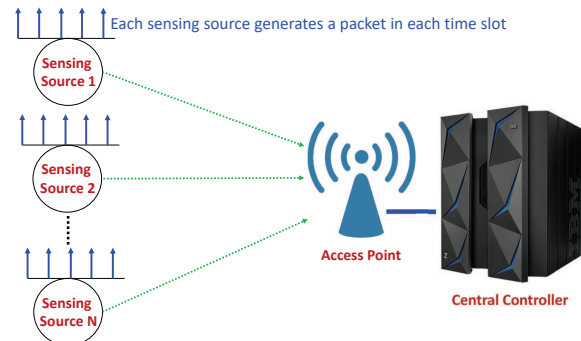 Each sensing source generates a packet in each time slot
Sensing
Source 1
Sensing
Source 2
Access Point
Sensing
Source N
Central Controller
Z